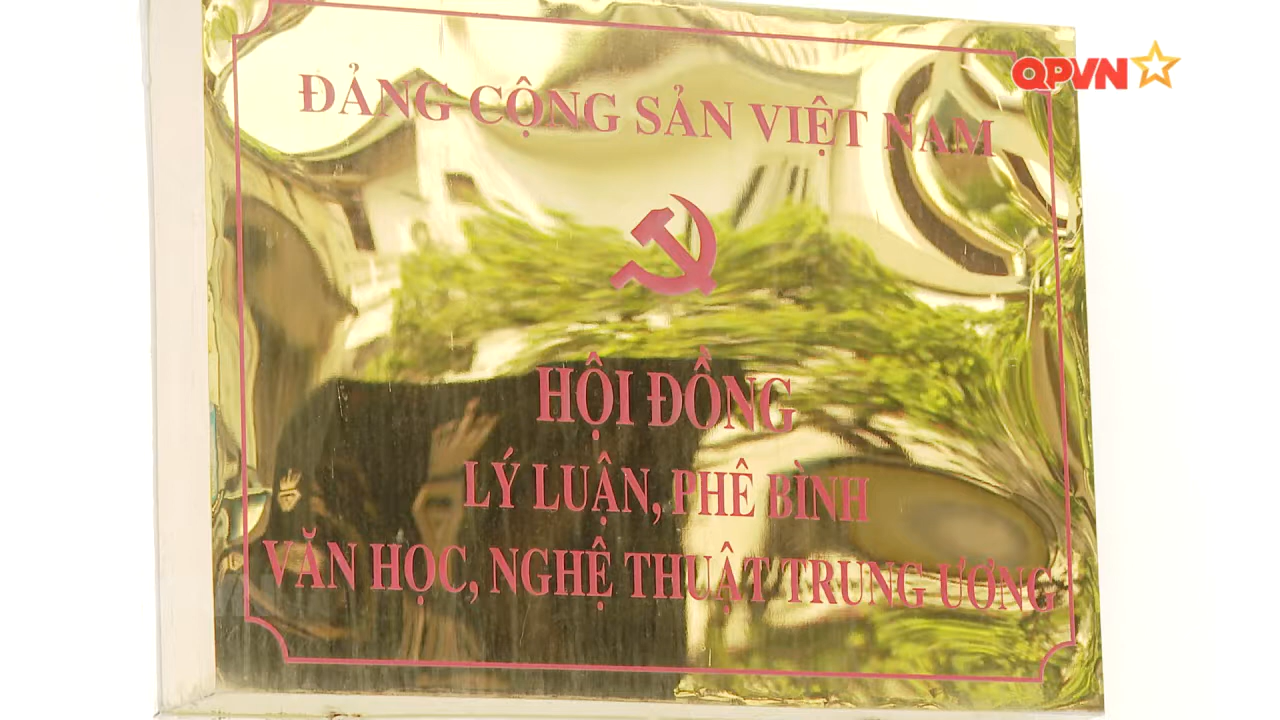 QPVN
ĐẢNG CỘNG SẢN VIỆT NAM
HỘI ĐỒNG
LÝ LUẬN, PHÊ BÌNH
VĂN HỌC, NGHỆ THUẬT TRUNG ƯƠNG